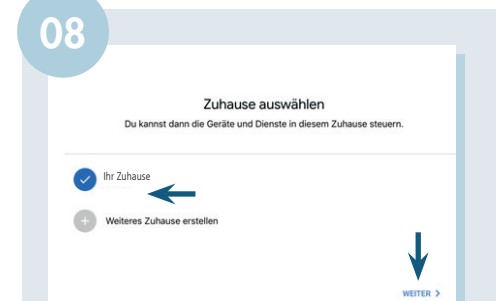 08
Zuhause auswählen
Du kannst dann die Geräte und Dienste in diesem Zuhause steuern.
Ihr Zuhause
Weiteres Zuhause erstellen
WEITER >